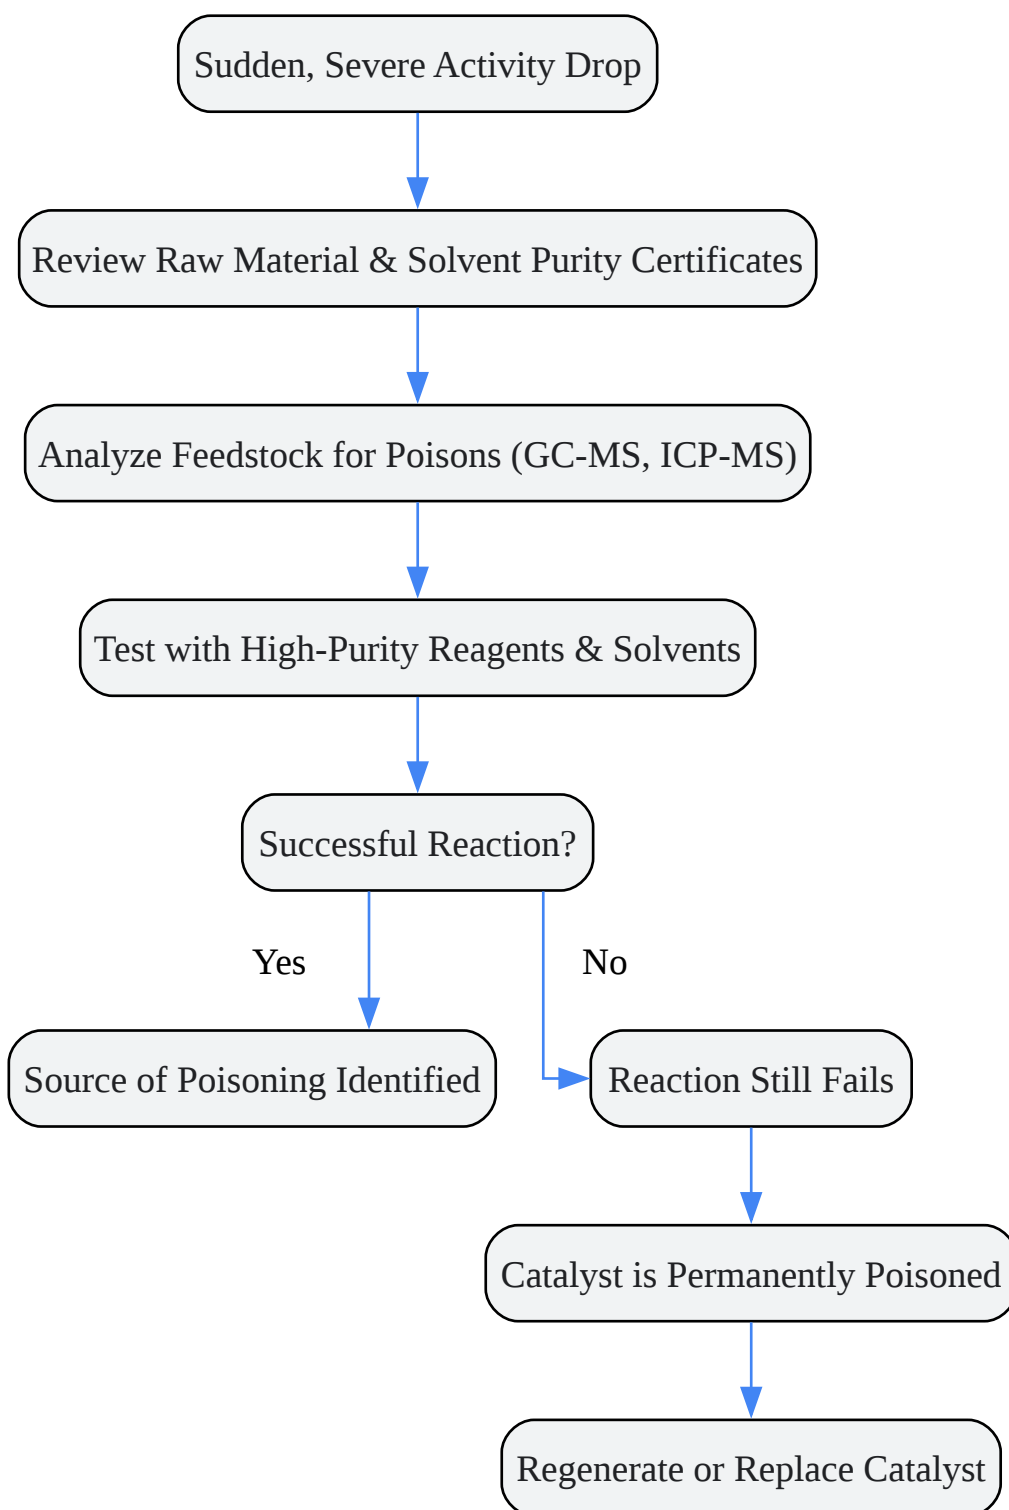 Sudden, Severe Activity Drop
Review Raw Material & Solvent Purity Certificates
Analyze Feedstock for Poisons (GC-MS, ICP-MS)
Test with High-Purity Reagents & Solvents
Successful Reaction?
Yes
No
Source of Poisoning Identified
Reaction Still Fails
Catalyst is Permanently Poisoned
Regenerate or Replace Catalyst